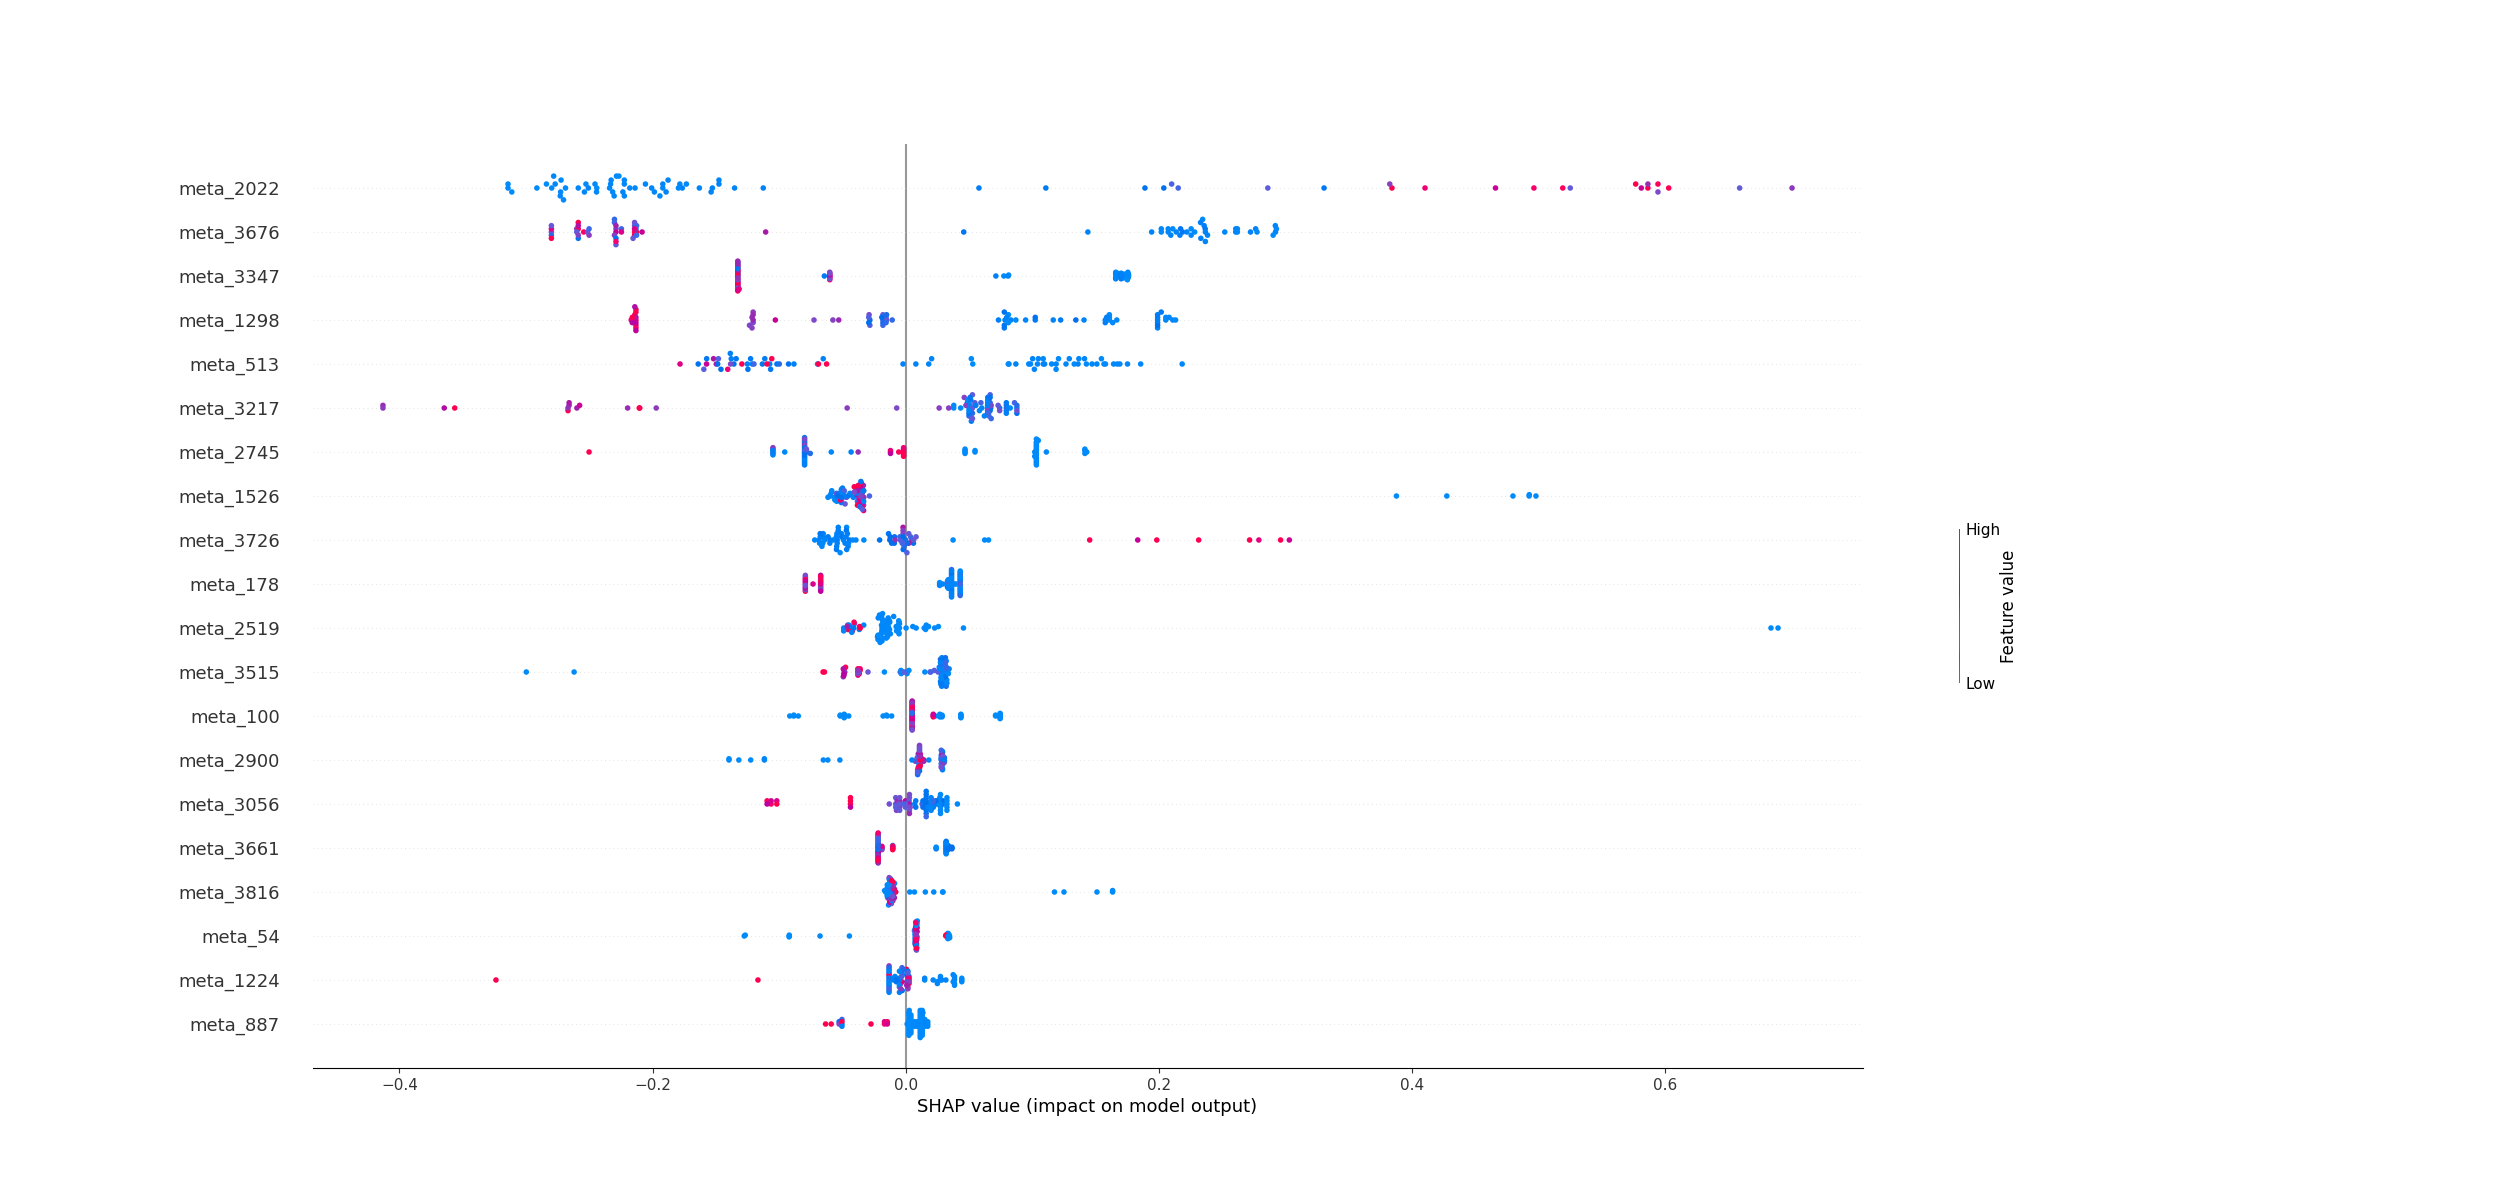 meta_2022
meta_3676
meta_3347
meta_1298
meta_513
meta_3217
meta_2745
meta_1526
meta_3726
meta_178
meta_2519
meta_3515
meta_100
meta_2900
meta_3056
meta_3661
meta_3816
meta_54
meta_1224
meta_887
−0.4 −0.2 0.0 0.2 0.4 0.6
SHAP value (impact on model output)
High
Feature value
Low